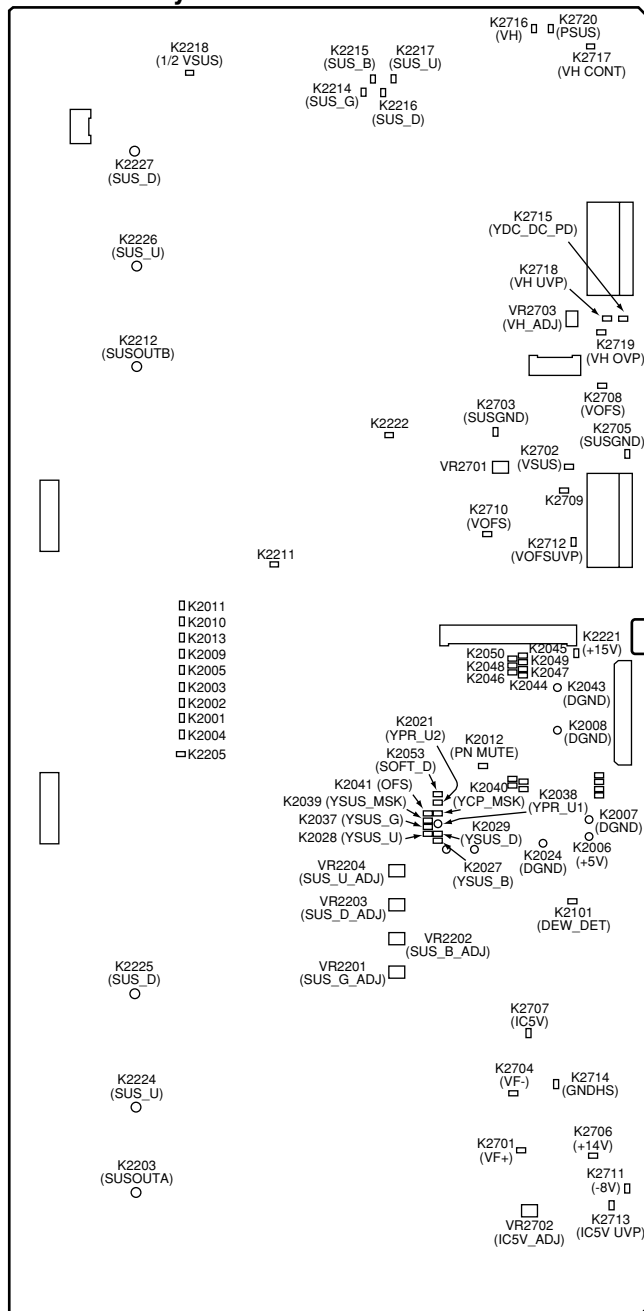 K2716
(VH)
K2720
(PSUS)
K2717
(VH CONT)
K2218
(1/2 VSUS)
K2215
(SUS_B)
K2217
(SUS_U)
K2214
(SUS_G)
K2216
(SUS_D)
K2227
(SUS_D)
K2226
(SUS_U)
K2715
(YDC_DC_PD)
K2718
(VH UVP)
VR2703
(VH_ADJ)
K2719
(VH OVP)
K2212
(SUSOUTB)
K2708
(VOFS)
K2703
(SUSGND)
K2705
(SUSGND)
K2222
K2702
(VSUS)
VR2701
K2709
K2710
(VOFS)
K2712
(VOFSUVP)
K2211
K2011
K2010
K2013
K2009
K2005
K2003
K2002
K2001
K2004
K2205
K2221
(+15V)
K2050
K2045
K2048
K2049
K2046
K2047
K2044
K2043
(DGND)
K2008
(DGND)
K2021
(YPR_U2)
K2053
(SOFT_D)
K2012
(PN MUTE)
K2041 (OFS)
K2040
(YCP_MSK)
K2038
(YPR_U1)
K2039 (YSUS_MSK)
K2037 (YSUS_G)
K2028 (YSUS_U)
K2029
(YSUS_D)
K2007
(DGND)
K2006
(+5V)
K2024
(DGND)
K2027
(YSUS_B)
VR2204
(SUS_U_ADJ)
VR2203
(SUS_D_ADJ)
VR2202
(SUS_B_ADJ)
VR2201
(SUS_G_ADJ)
K2101
(DEW_DET)
K2225
(SUS_D)
K2707
(IC5V)
K2704
(VF-)
K2714
(GNDHS)
K2224
(SUS_U)
K2701
(VF+)
K2706
(+14V)
K2711
(-8V)
K2203
(SUSOUTA)
VR2702
(IC5V_ADJ)
K2713
(IC5V UVP)